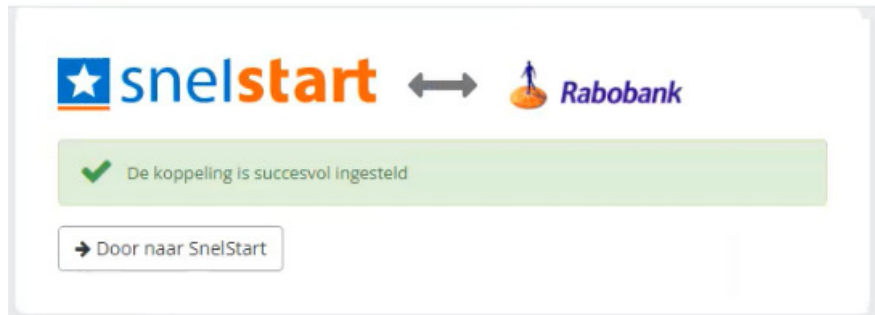 snelstart
Rabobank
De koppeling is succesvol ingesteld
Door naar SnelStart